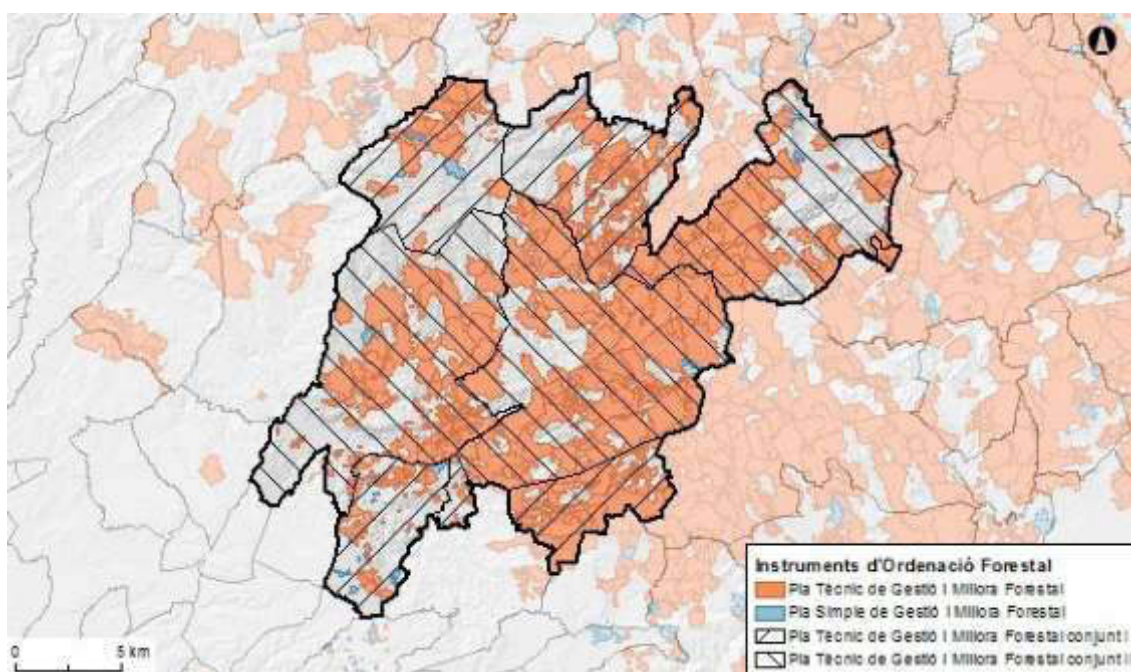 Instruments d'Ordenació Forestal
Pla Tècnic de Gestió I Millora Forestal
Pla Simple de Gestió I Millora Forestal
Pla Tècnic de Gestió I Millora Forestal conjunt I
Pla Tècnic de Gestió I Millora Forestal conjunt I
0 5 km